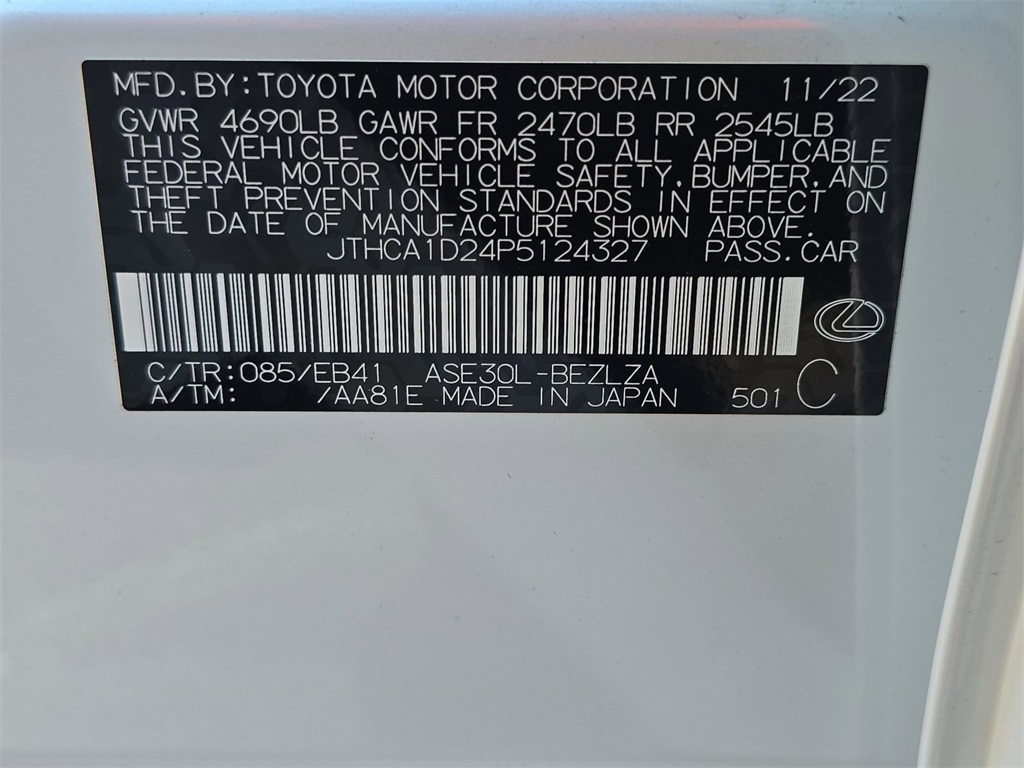 MFD.BY:TOYOTA MOTOR CORPORATION 11/22
GVWR 4690LB GAWR FR 2470LB RR 2545LB
THIS VEHICLE CONFORMS TO ALL APPLICABLE
FEDERAL MOTOR VEHICLE SAFETY,BUMPER,AND
THEFT PREVENTION STANDARDS IN EFFECT ON
THE DATE OF MANUFACTURE SHOWN ABOVE.
JTHCA1D24P5124327 PASS.CAR
C/TR:085/EB41 ASE30L-BEZLZA
A/TM: /AA81E MADE IN JAPAN 501 C